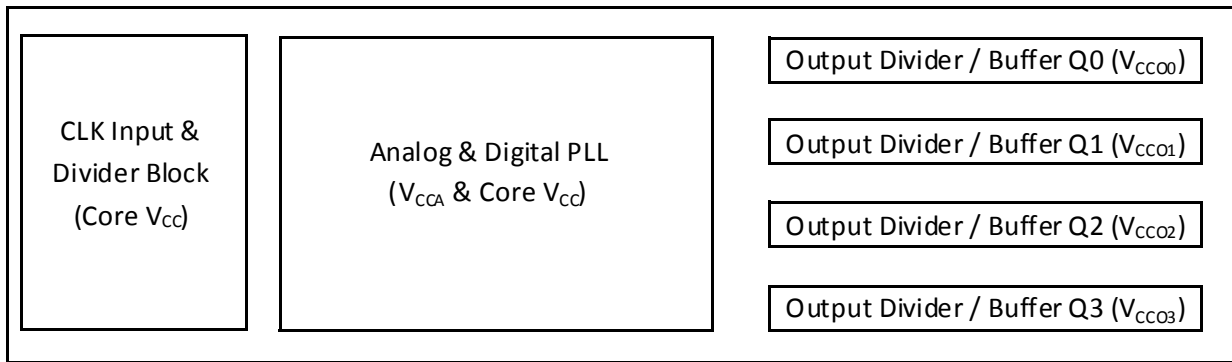 CLK Input &
Divider Block
(Core VCC)
Analog & Digital PLL
(VCCA & Core VCC)
Output Divider / Buffer Q0 (VCCO0)
Output Divider / Buffer Q1 (VCCO1)
Output Divider / Buffer Q2 (VCCO2)
Output Divider / Buffer Q3 (VCCO3)